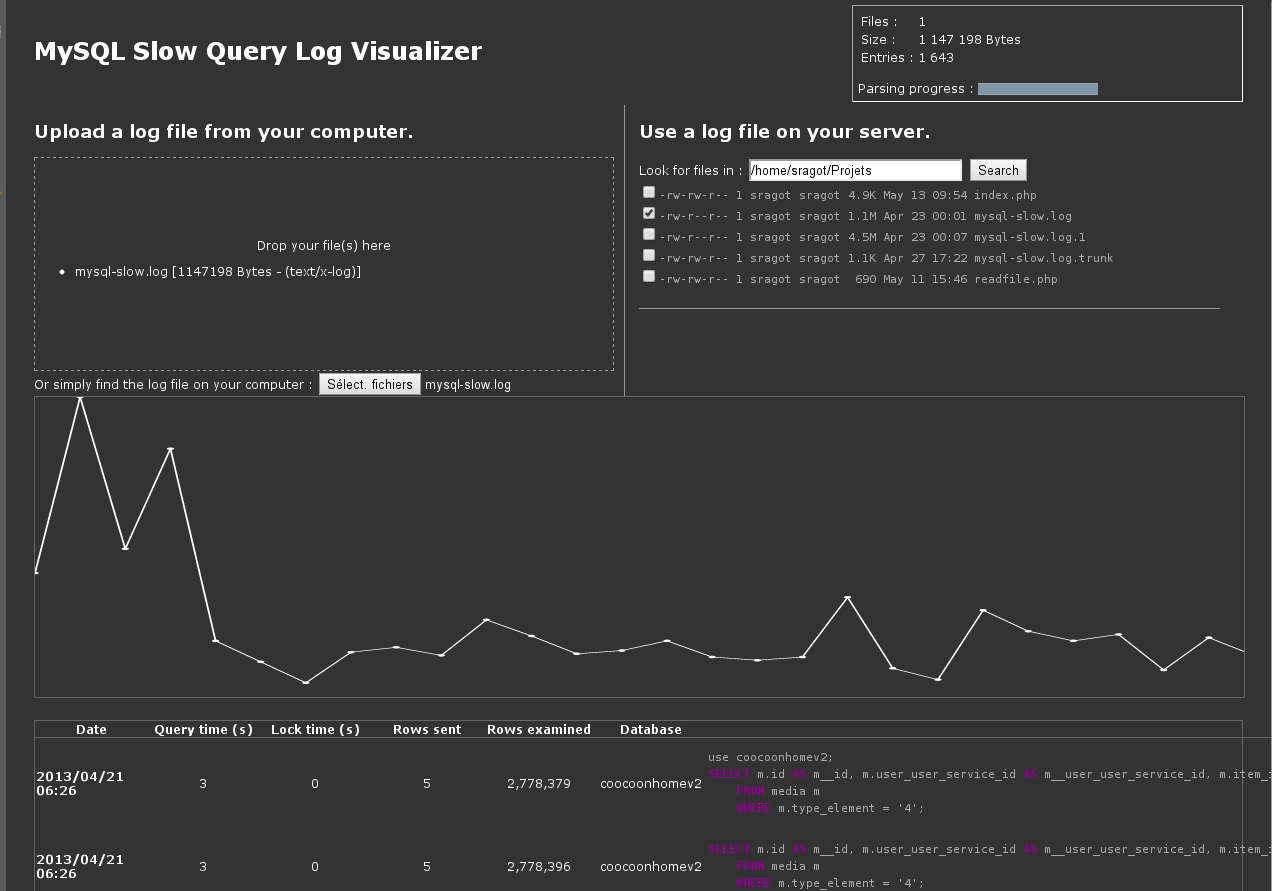 MySQL Slow Query Log Visualizer
Files : 1
Size : 1 147 198 Bytes
Entries : 1 643
Parsing progress :
Upload a log file from your computer.
Drop your file(s) here
• mysql-slow.log [1147198 Bytes - (text/x-log)]
Or simply find the log file on your computer : Sélect. fichiers mysql-slow.log
Use a log file on your server.
Look for files in : /home/sragot/Projets Search
-rw-rw-r-- 1 sragot sragot 4.9K May 13 09:54 index.php
-rw-r--r-- 1 sragot sragot 1.1M Apr 23 00:01 mysql-slow.log
-rw-r--r-- 1 sragot sragot 4.5M Apr 23 00:07 mysql-slow.log.1
-rw-rw-r-- 1 sragot sragot 1.1K Apr 27 17:22 mysql-slow.log.trunk
-rw-rw-r-- 1 sragot sragot 690 May 11 15:46 readfile.php
Date Query time (s) Lock time (s) Rows sent Rows examined Database
2013/04/21 06:26 3 0 5 2,778,379 coocoonhomev2
use coocoonhomev2;
SELECT m.id AS m__id, m.user_user_service_id AS m__user_user_service_id, m.item_
FROM media m
WHERE m.type_element = '4';
2013/04/21 06:26 3 0 5 2,778,396 coocoonhomev2
SELECT m.id AS m__id, m.user_user_service_id AS m__user_user_service_id, m.item_
FROM media m
WHERE m.type_element = '4';